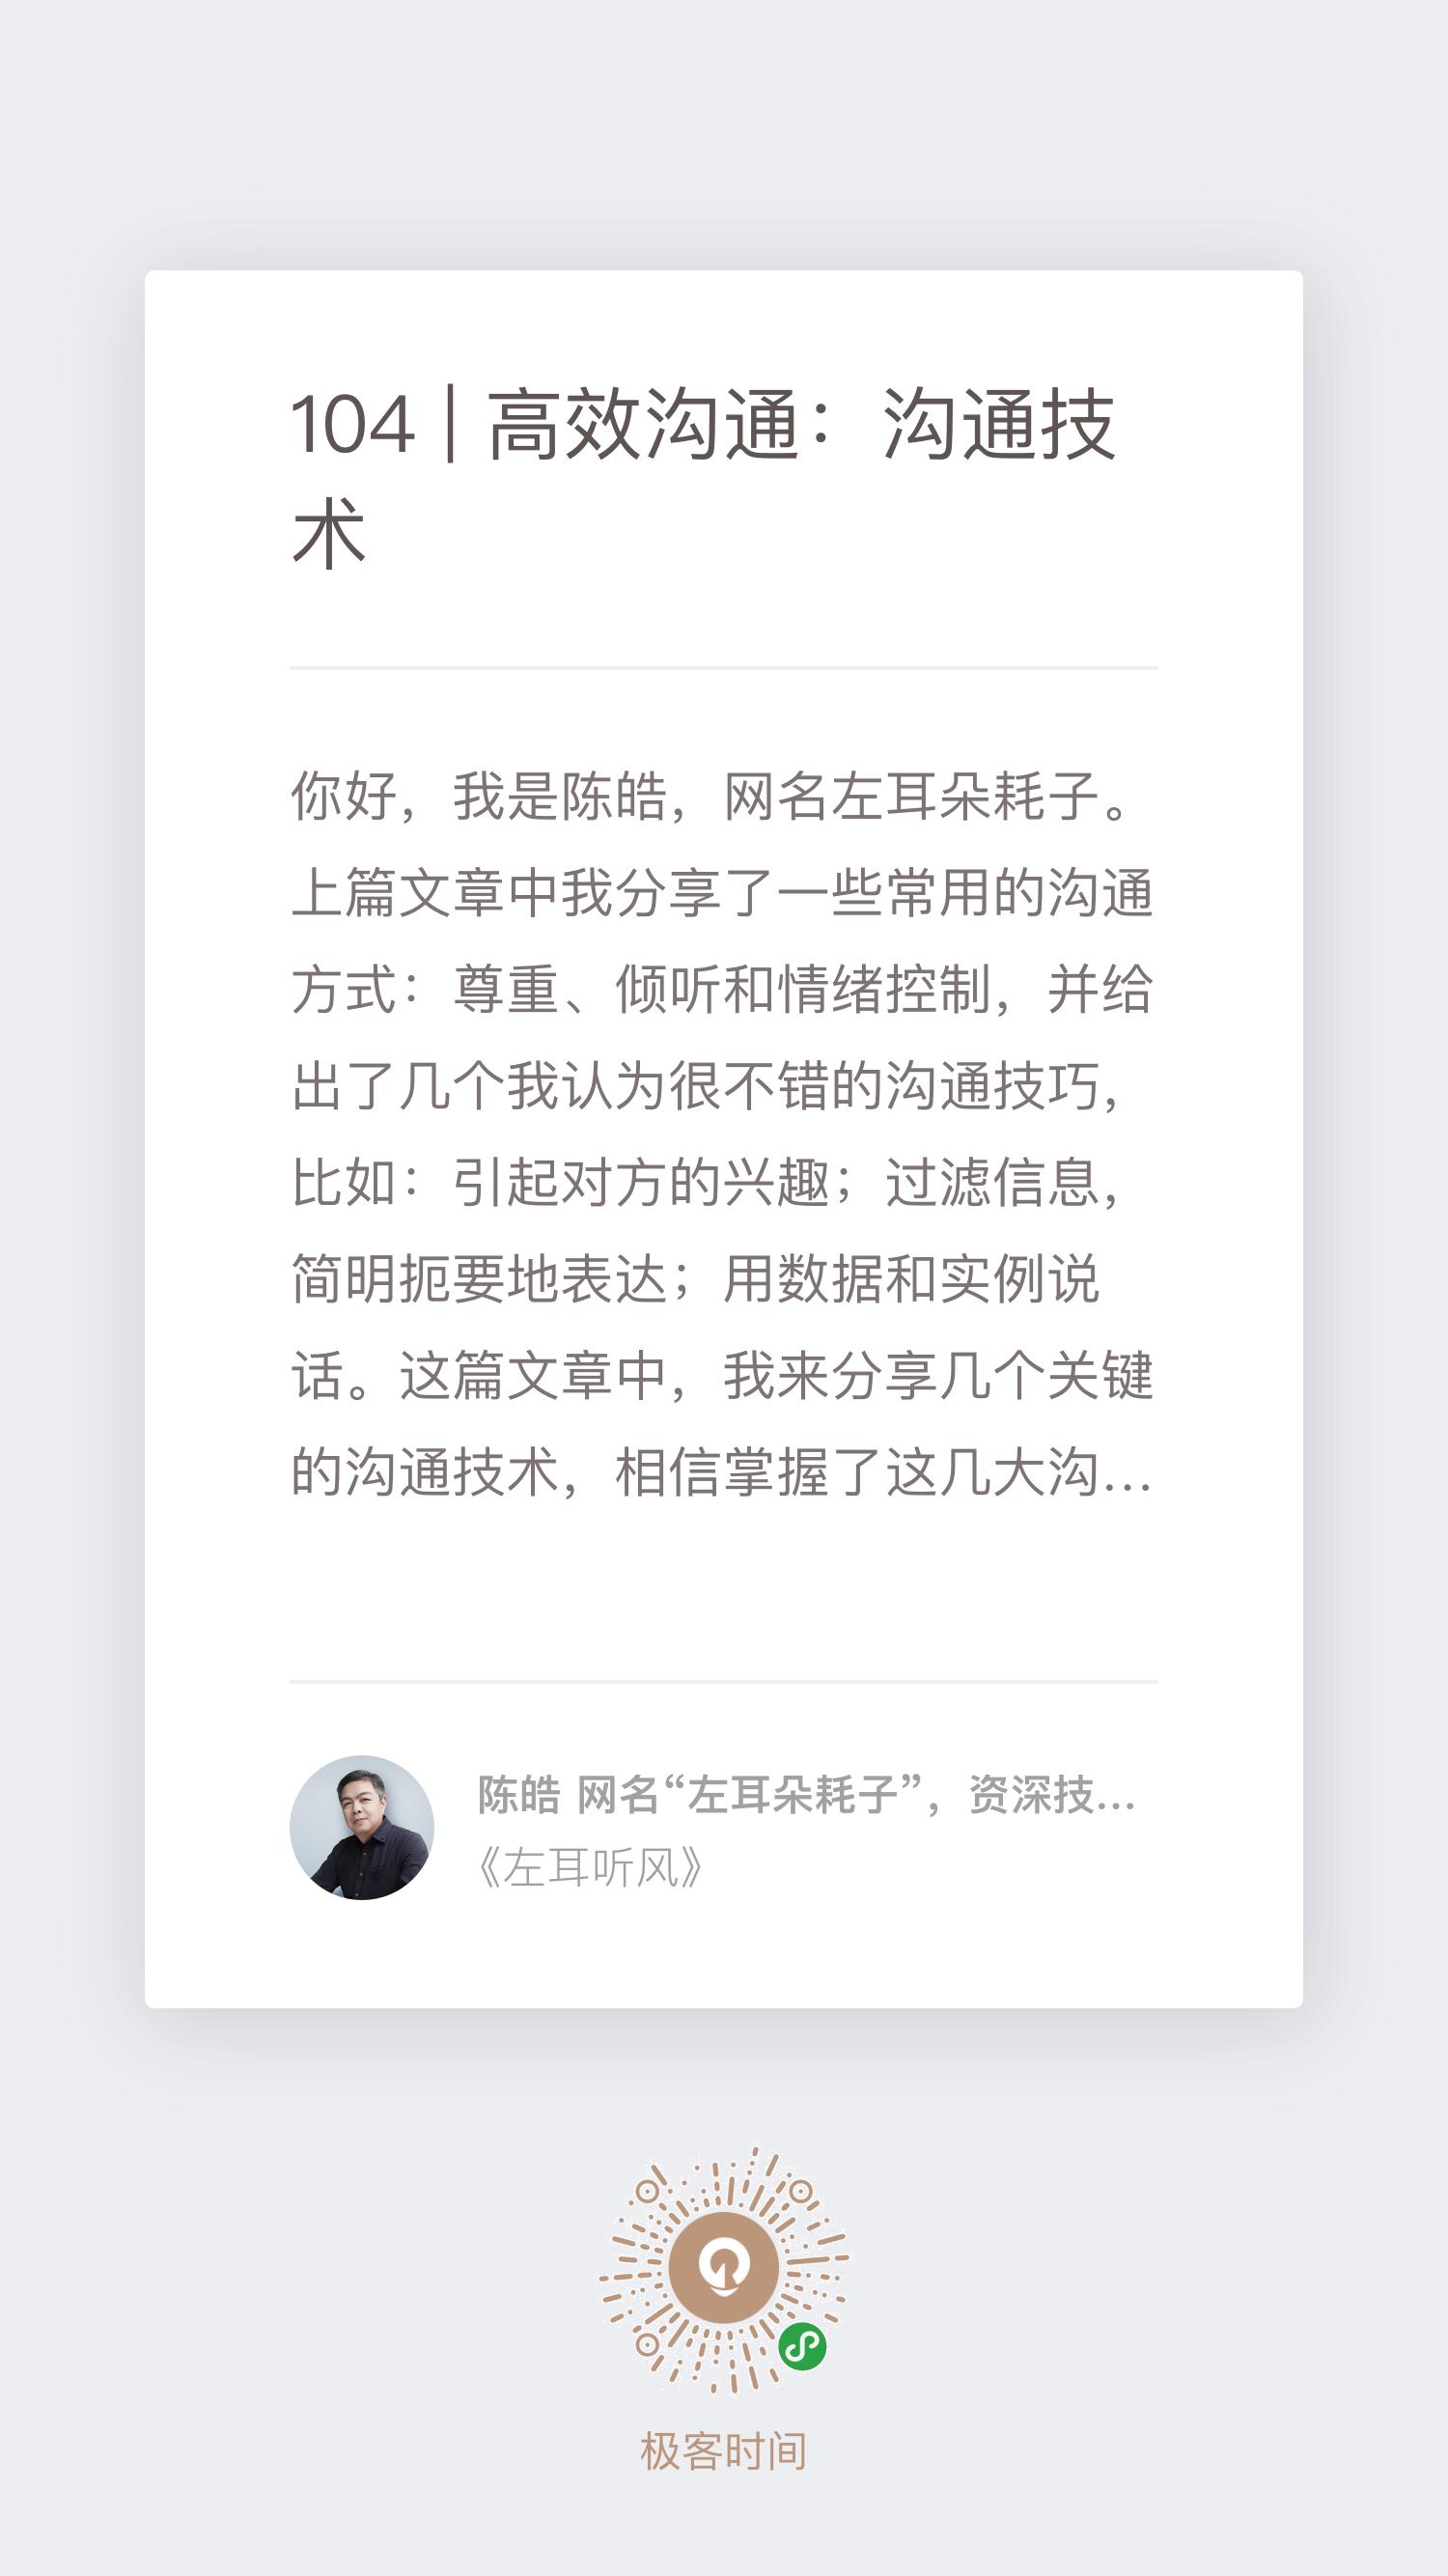 104 | 高效沟通：沟通技
术
你好，我是陈皓，网名左耳朵耗子。
上篇文章中我分享了一些常用的沟通
方式：尊重、倾听和情绪控制，并给
出了几个我认为很不错的沟通技巧，
比如：引起对方的兴趣；过滤信息，
简明扼要地表达；用数据和实例说
话。这篇文章中，我来分享几个关键
的沟通技术，相信掌握了这几大沟…
陈皓 网名“左耳朵耗子”，资深技…
《左耳听风》
极客时间